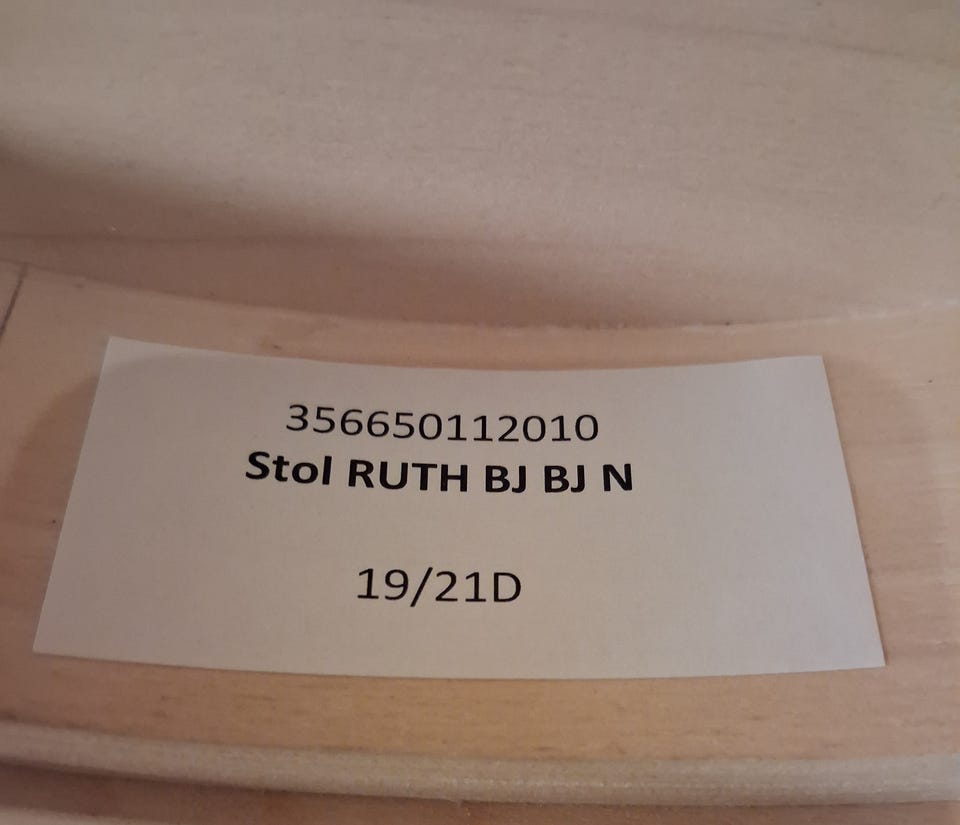 356650112010
Stol RUTH BJ BJ N
19/21D